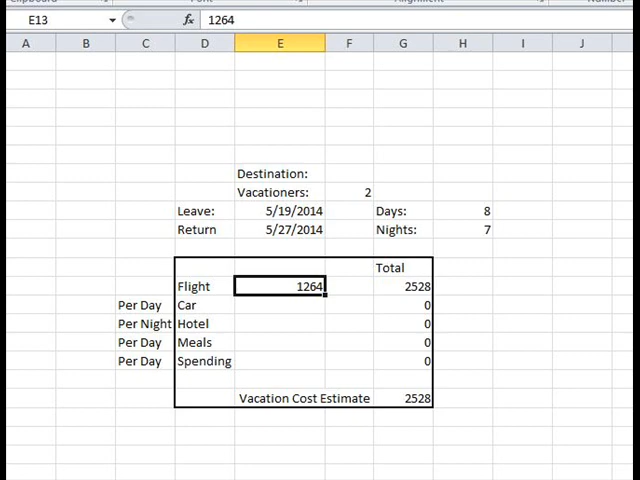 E13 fx 1264
A B C D E F G H I J
Destination:
Vacationers: 2
Leave: 5/19/2014 Days: 8
Return 5/27/2014 Nights: 7
Total
Flight 1264 2528
Per Day Car 0
Per Night Hotel 0
Per Day Meals 0
Per Day Spending 0
Vacation Cost Estimate 2528